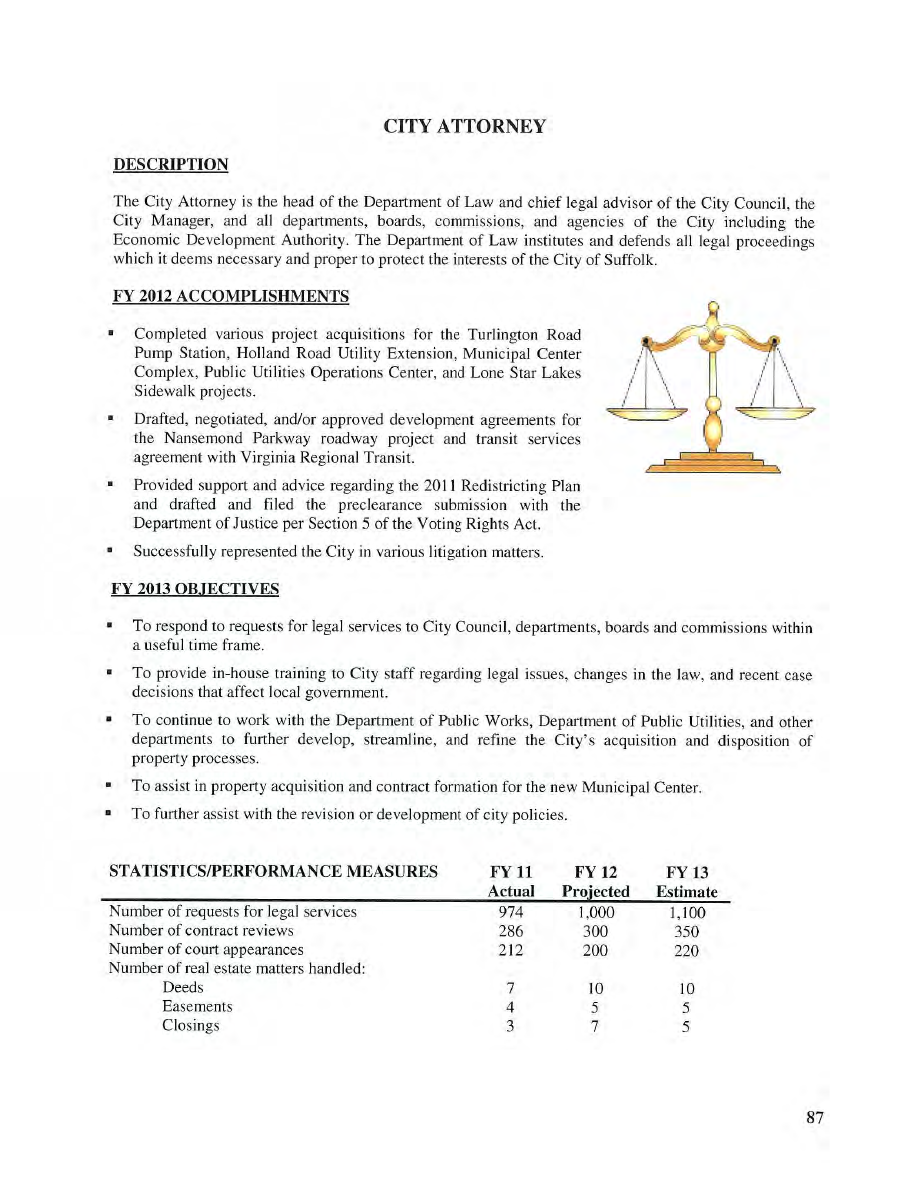 CITY ATTORNEY
DESCRIPTION
The City Attorney is the head of the Department of Law and chief legal advisor of the City Council, the
City Manager, and all departments, boards, commissions, and agencies of the City including the
Economic Development Authority. The Department of Law institutes and defends all legal proceedings
which it deems necessary and proper to protect the interests of the City of Suffolk.
FY 2012 ACCOMPLISHMENTS
▪ Completed various project acquisitions for the Turlington Road
Pump Station, Holland Road Utility Extension, Municipal Center
Complex, Public Utilities Operations Center, and Lone Star Lakes
Sidewalk projects.
▪ Drafted, negotiated, and/or approved development agreements for
the Nansemond Parkway roadway project and transit services
agreement with Virginia Regional Transit.
▪ Provided support and advice regarding the 2011 Redistricting Plan
and drafted and filed the preclearance submission with the
Department of Justice per Section 5 of the Voting Rights Act.
▪ Successfully represented the City in various litigation matters.
FY 2013 OBJECTIVES
▪ To respond to requests for legal services to City Council, departments, boards and commissions within
a useful time frame.
▪ To provide in-house training to City staff regarding legal issues, changes in the law, and recent case
decisions that affect local government.
▪ To continue to work with the Department of Public Works, Department of Public Utilities, and other
departments to further develop, streamline, and refine the City's acquisition and disposition of
property processes.
▪ To assist in property acquisition and contract formation for the new Municipal Center.
▪ To further assist with the revision or development of city policies.
STATISTICS/PERFORMANCE MEASURES FY 11 FY 12 FY 13
Actual Projected Estimate
Number of requests for legal services 974 1,000 1,100
Number of contract reviews 286 300 350
Number of court appearances 212 200 220
Number of real estate matters handled:
Deeds 7 10 10
Easements 4 5 5
Closings 3 7 5
87